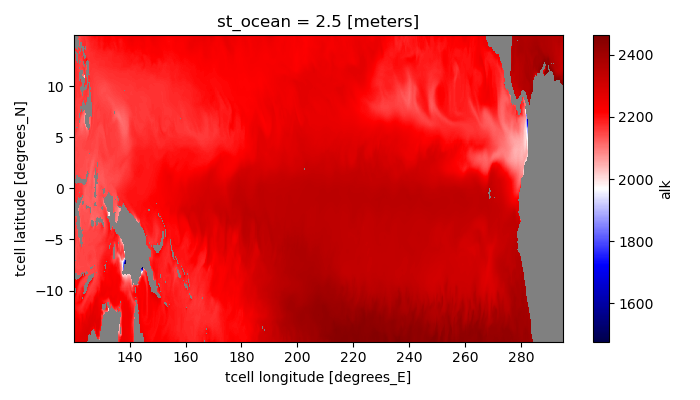 st_ocean = 2.5 [meters]
tcell latitude [degrees_N]
10
5
0
−5
−10
140 160 180 200 220 240 260 280
tcell longitude [degrees_E]
2400
2200
2000
1800
1600
alk